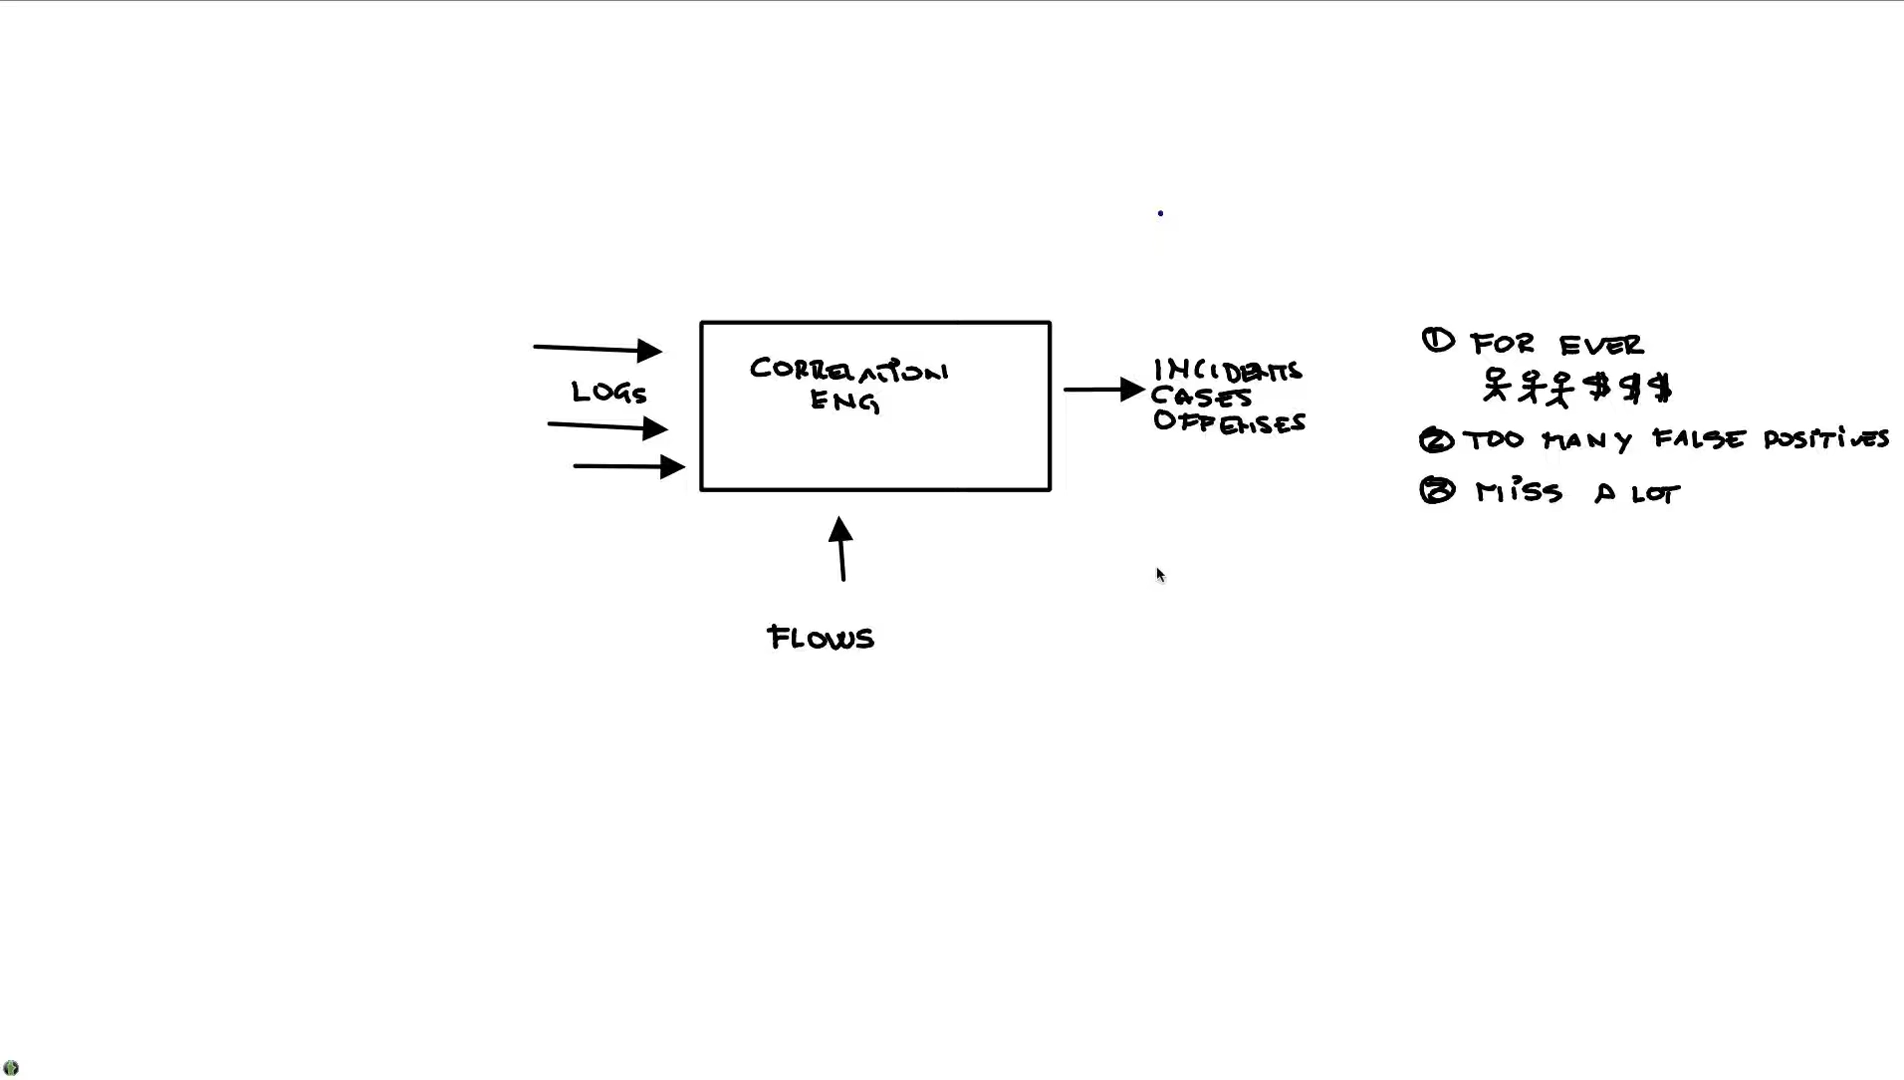 LOGS
CORRELATION
ENG
INCIDENTS
CASES
OFFENSES
FLOWS
① FOR EVER
$ $ $
② TOO MANY FALSE POSITIVES
③ MISS A LOT